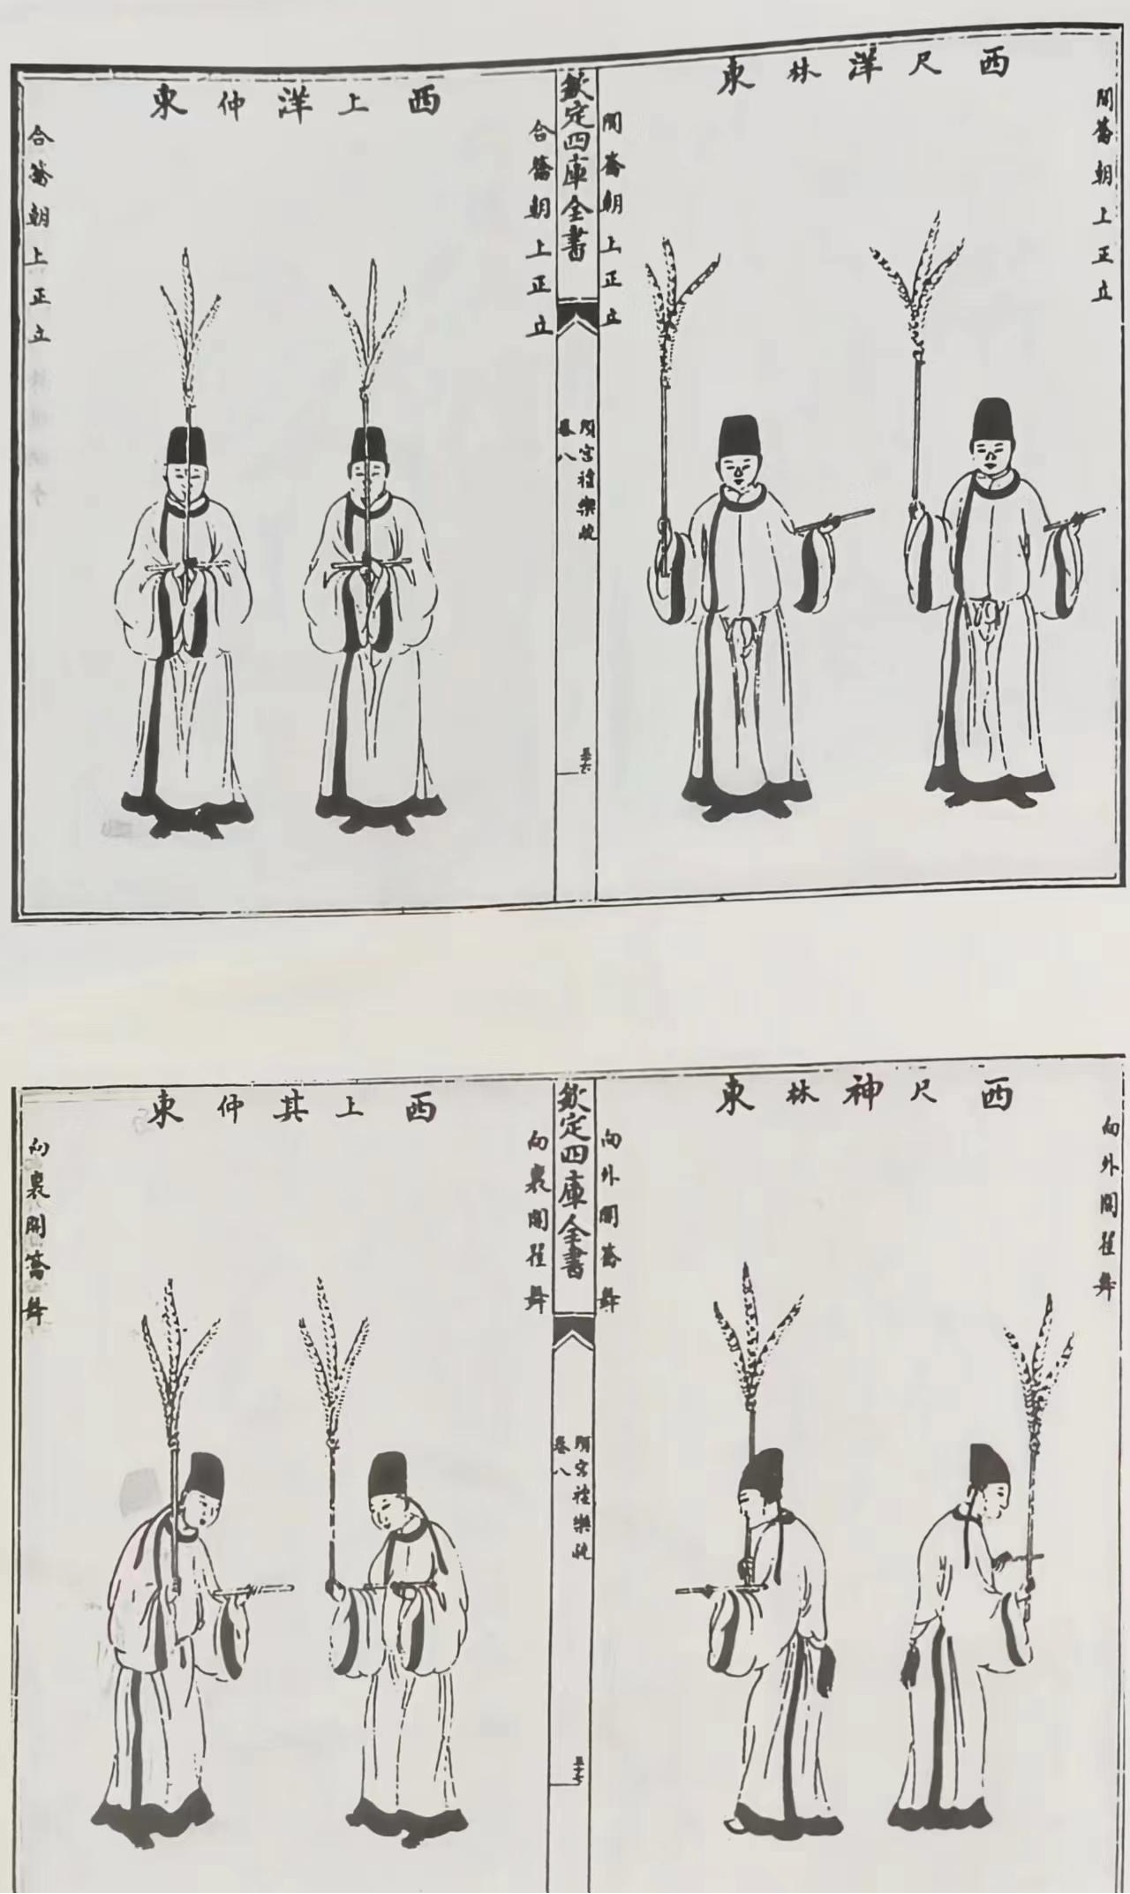 西尺洋林東
開籥朝上正立
開籥朝上正立
欽定四庫全書
頖宮禮樂疏
卷八
西上洋仲東
合籥朝上正立
合籥朝上正立
西尺神林東
向外開翟舞
向外開籥舞
欽定四庫全書
頖宮禮樂疏
卷八
西上其仲東
向裏開翟舞
向裏開籥舞